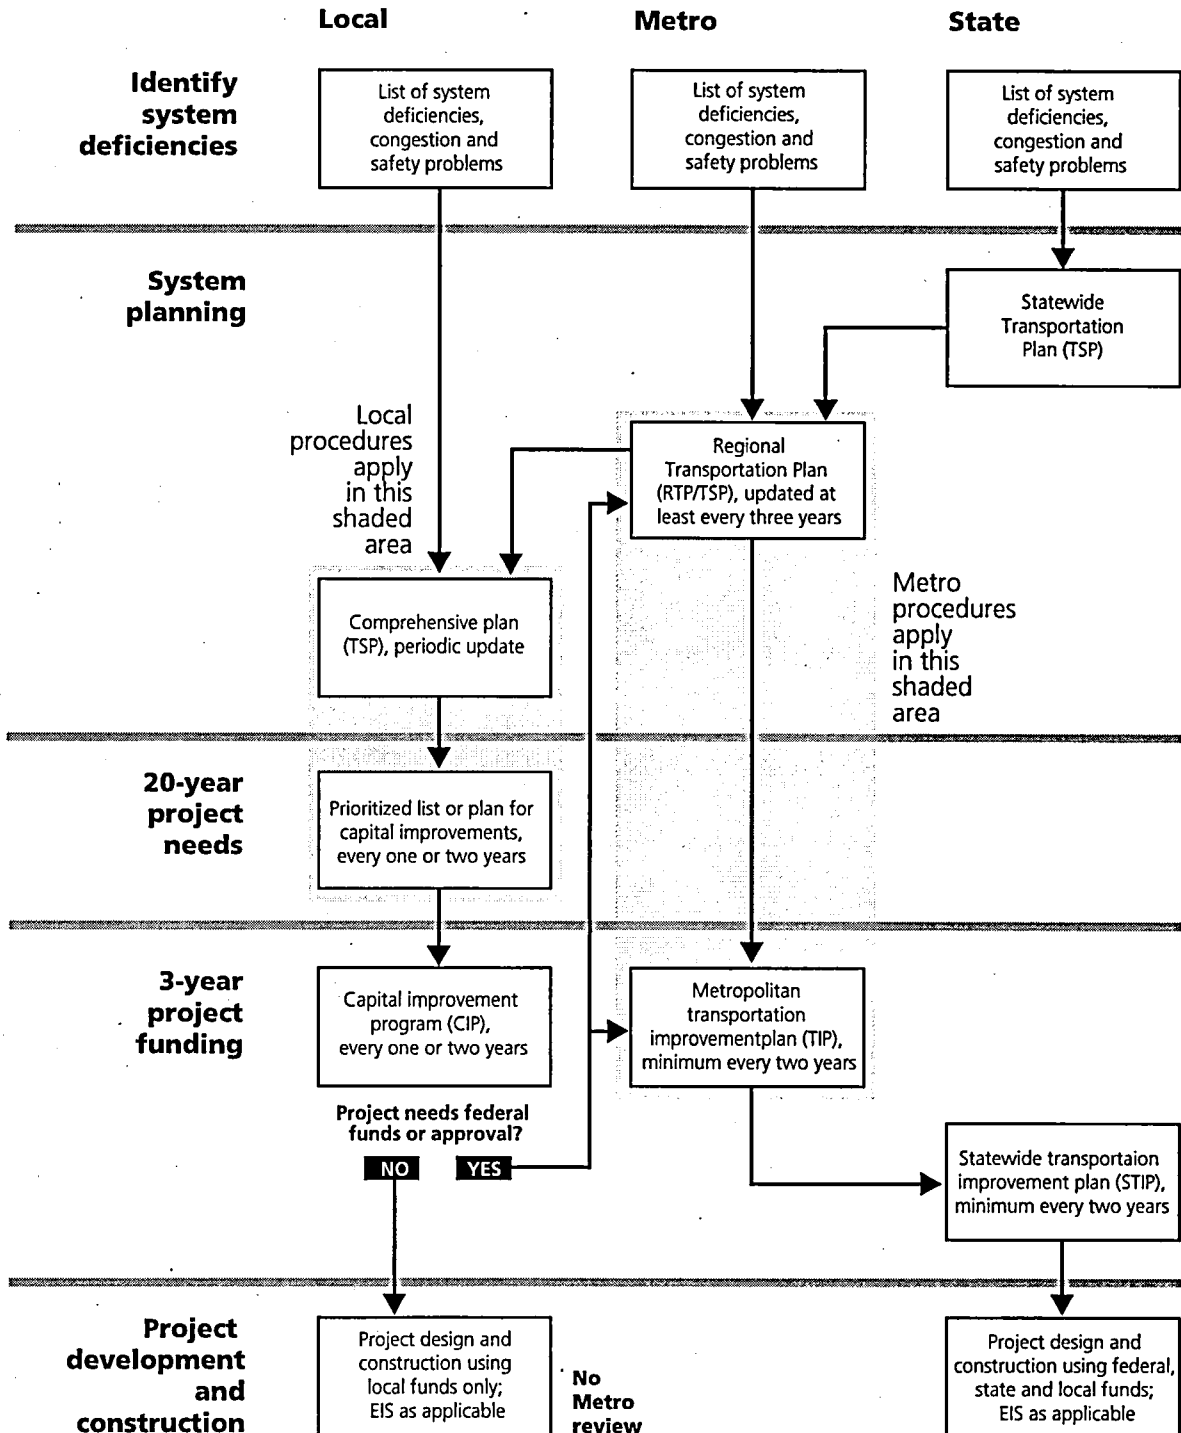 Local
Metro
State
Identify
system
deficiencies
List of system
deficiencies,
congestion and
safety problems
List of system
deficiencies,
congestion and
safety problems
List of system
deficiencies,
congestion and
safety problems
System
planning
Statewide
Transportation
Plan (TSP)
Local
procedures
apply
in this
shaded
area
Regional
Transportation Plan
(RTP/TSP), updated at
least every three years
Comprehensive plan
(TSP), periodic update
Metro
procedures
apply
in this
shaded
area
20-year
project
needs
Prioritized list or plan for
capital improvements,
every one or two years
3-year
project
funding
Capital improvement
program (CIP),
every one or two years
Metropolitan
transportation
improvementplan (TIP),
minimum every two years
Project needs federal
funds or approval?
NO
YES
Statewide transportaion
improvement plan (STIP),
minimum every two years
Project
development
and
construction
Project design and
construction using
local funds only;
EIS as applicable
No
Metro
review
Project design and
construction using federal,
state and local funds;
EIS as applicable